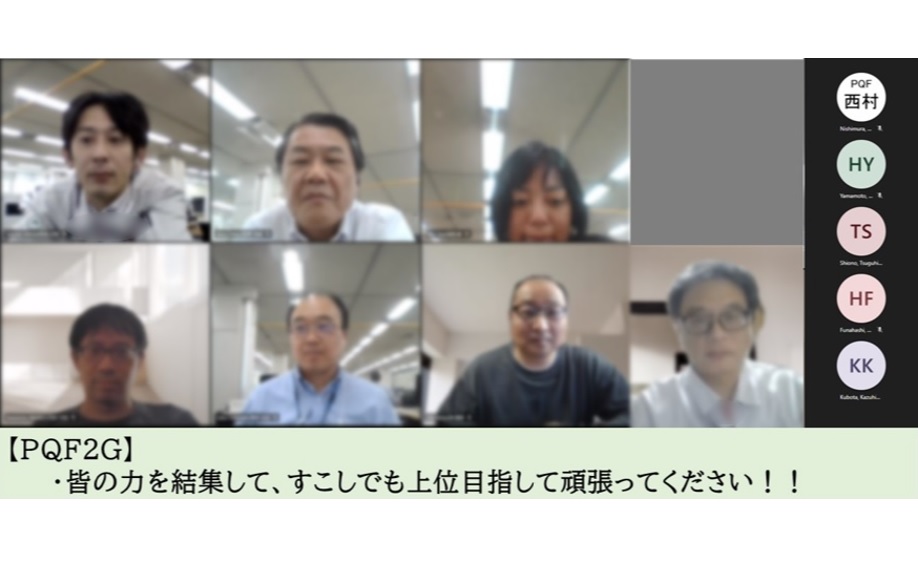 PQF
西村
Nishimura, ...
HY
Yamamoto, ...
TS
Shiono, Tsuguhi...
HF
Funahashi, ...
KK
Kubota, Kazuhi...
【PQF2G】
・皆の力を結集して、すこしでも上位目指して頑張ってください！！